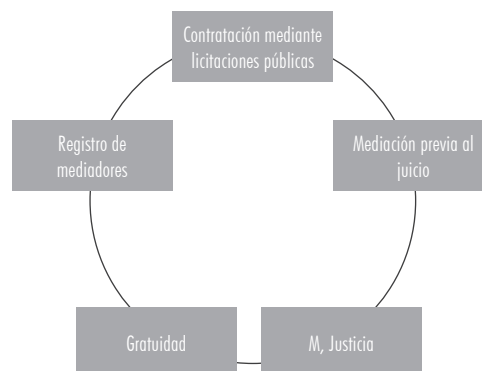 Contratación mediante
licitaciones públicas
Registro de
mediadores
Mediación previa al
juicio
Gratuidad
M, Justicia